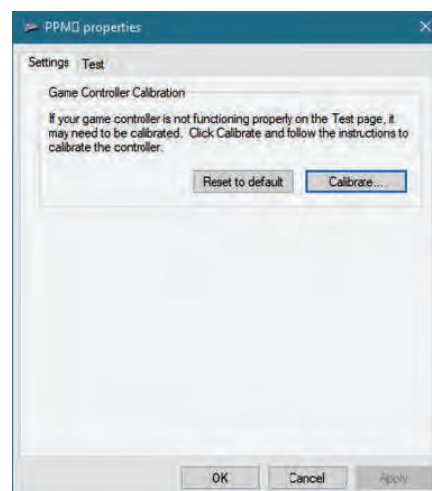 PPM▯ properties
Settings Test
Game Controller Calibration
If your game controller is not functioning properly on the Test page, it
may need to be calibrated. Click Calibrate and follow the instructions to
calibrate the controller.
Reset to default Calibrate...
OK Cancel Apply